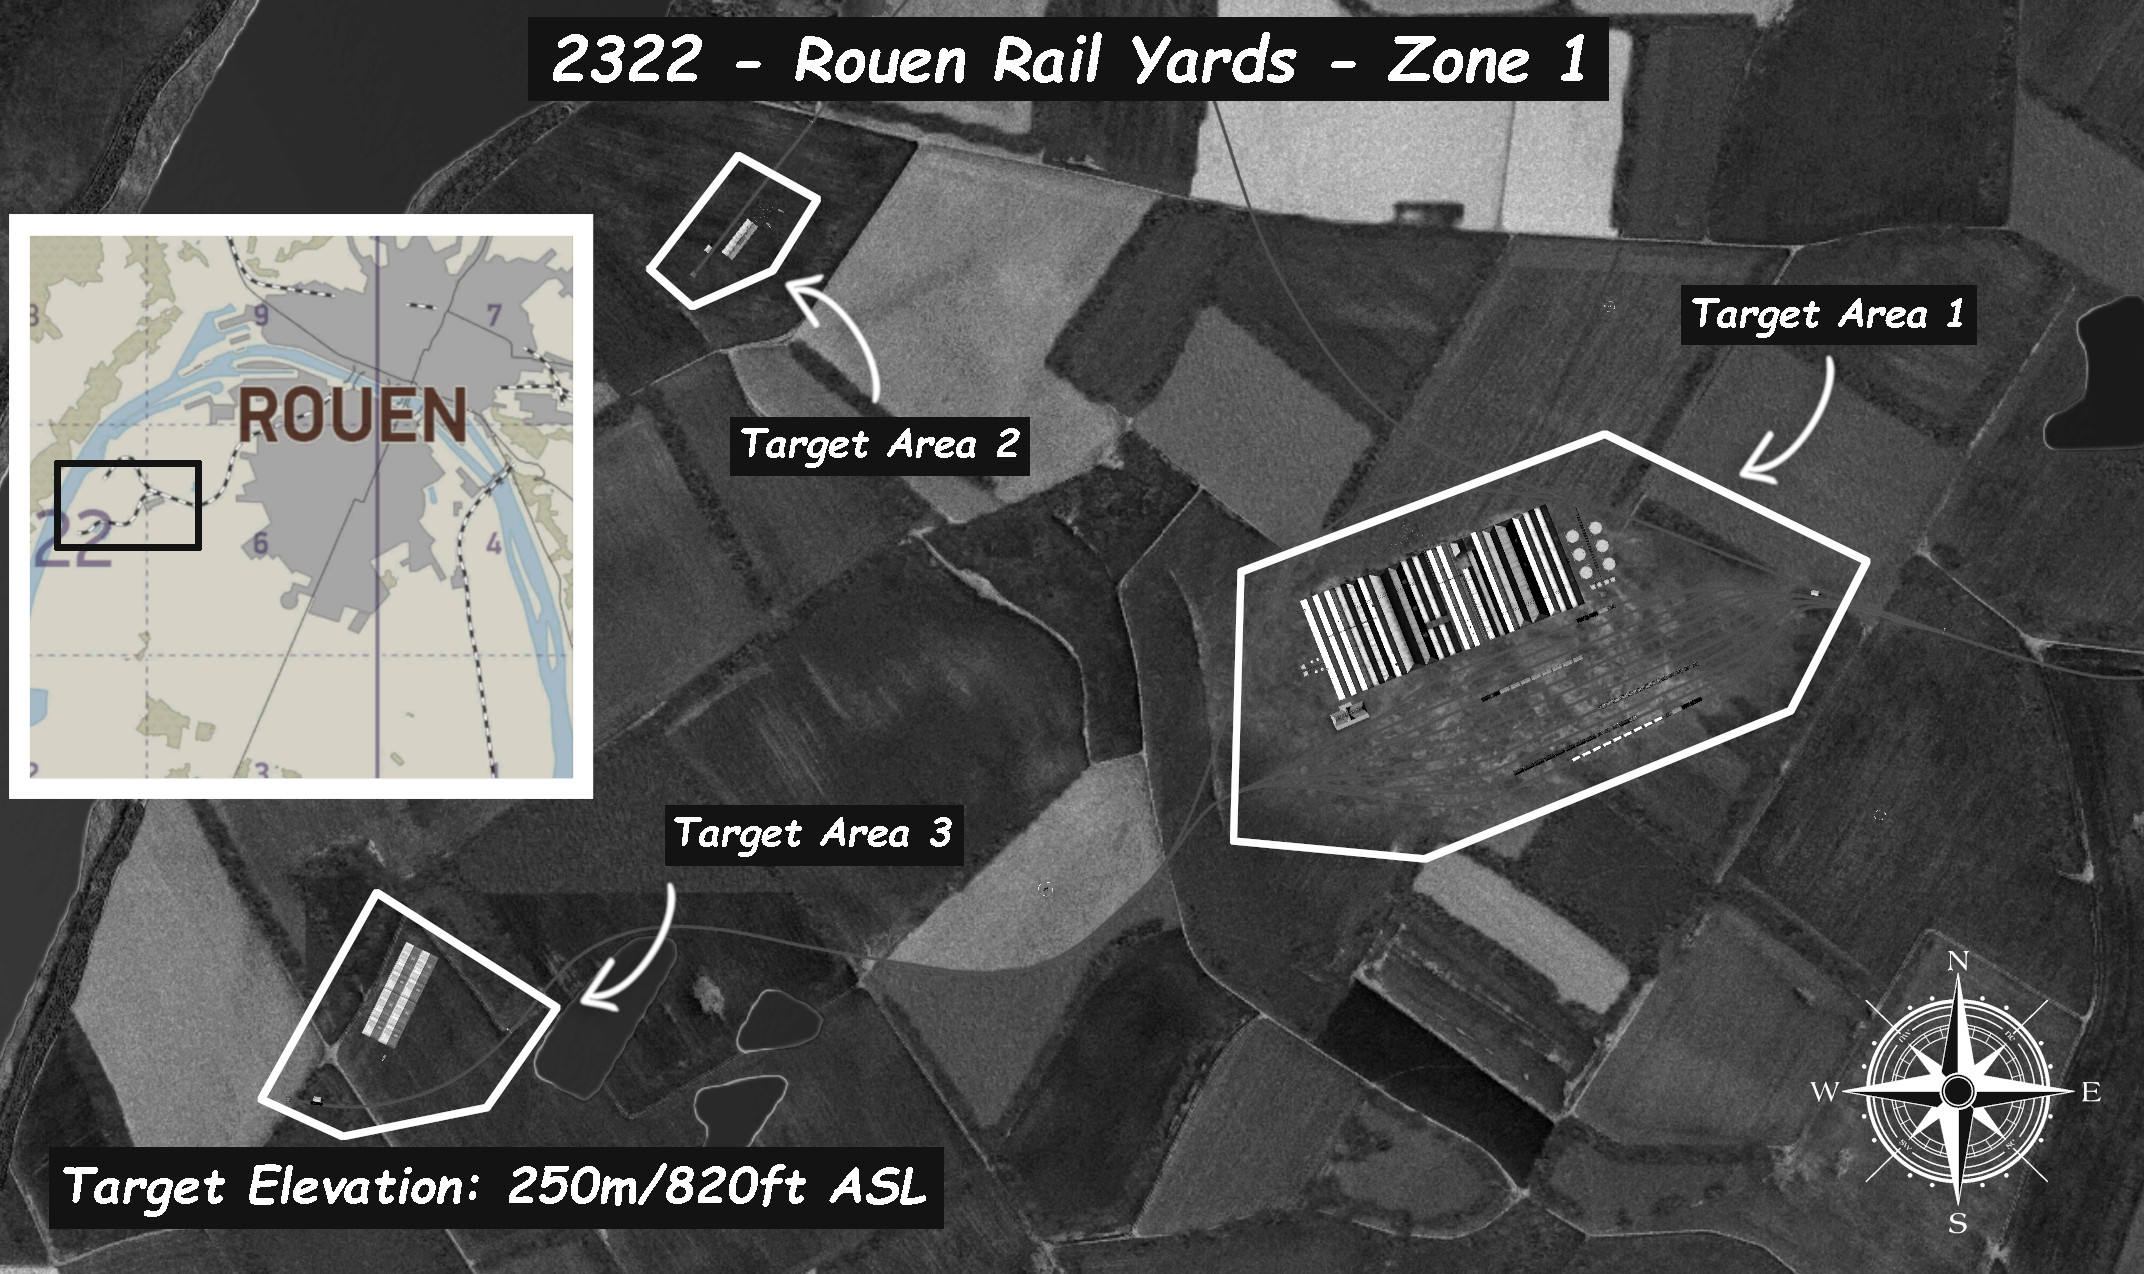 2322 - Rouen Rail Yards - Zone 1
Target Area 1
Target Area 2
Target Area 3
Target Elevation: 250m/820ft ASL
9
7
ROUEN
22
6
4
3
N
W
E
S